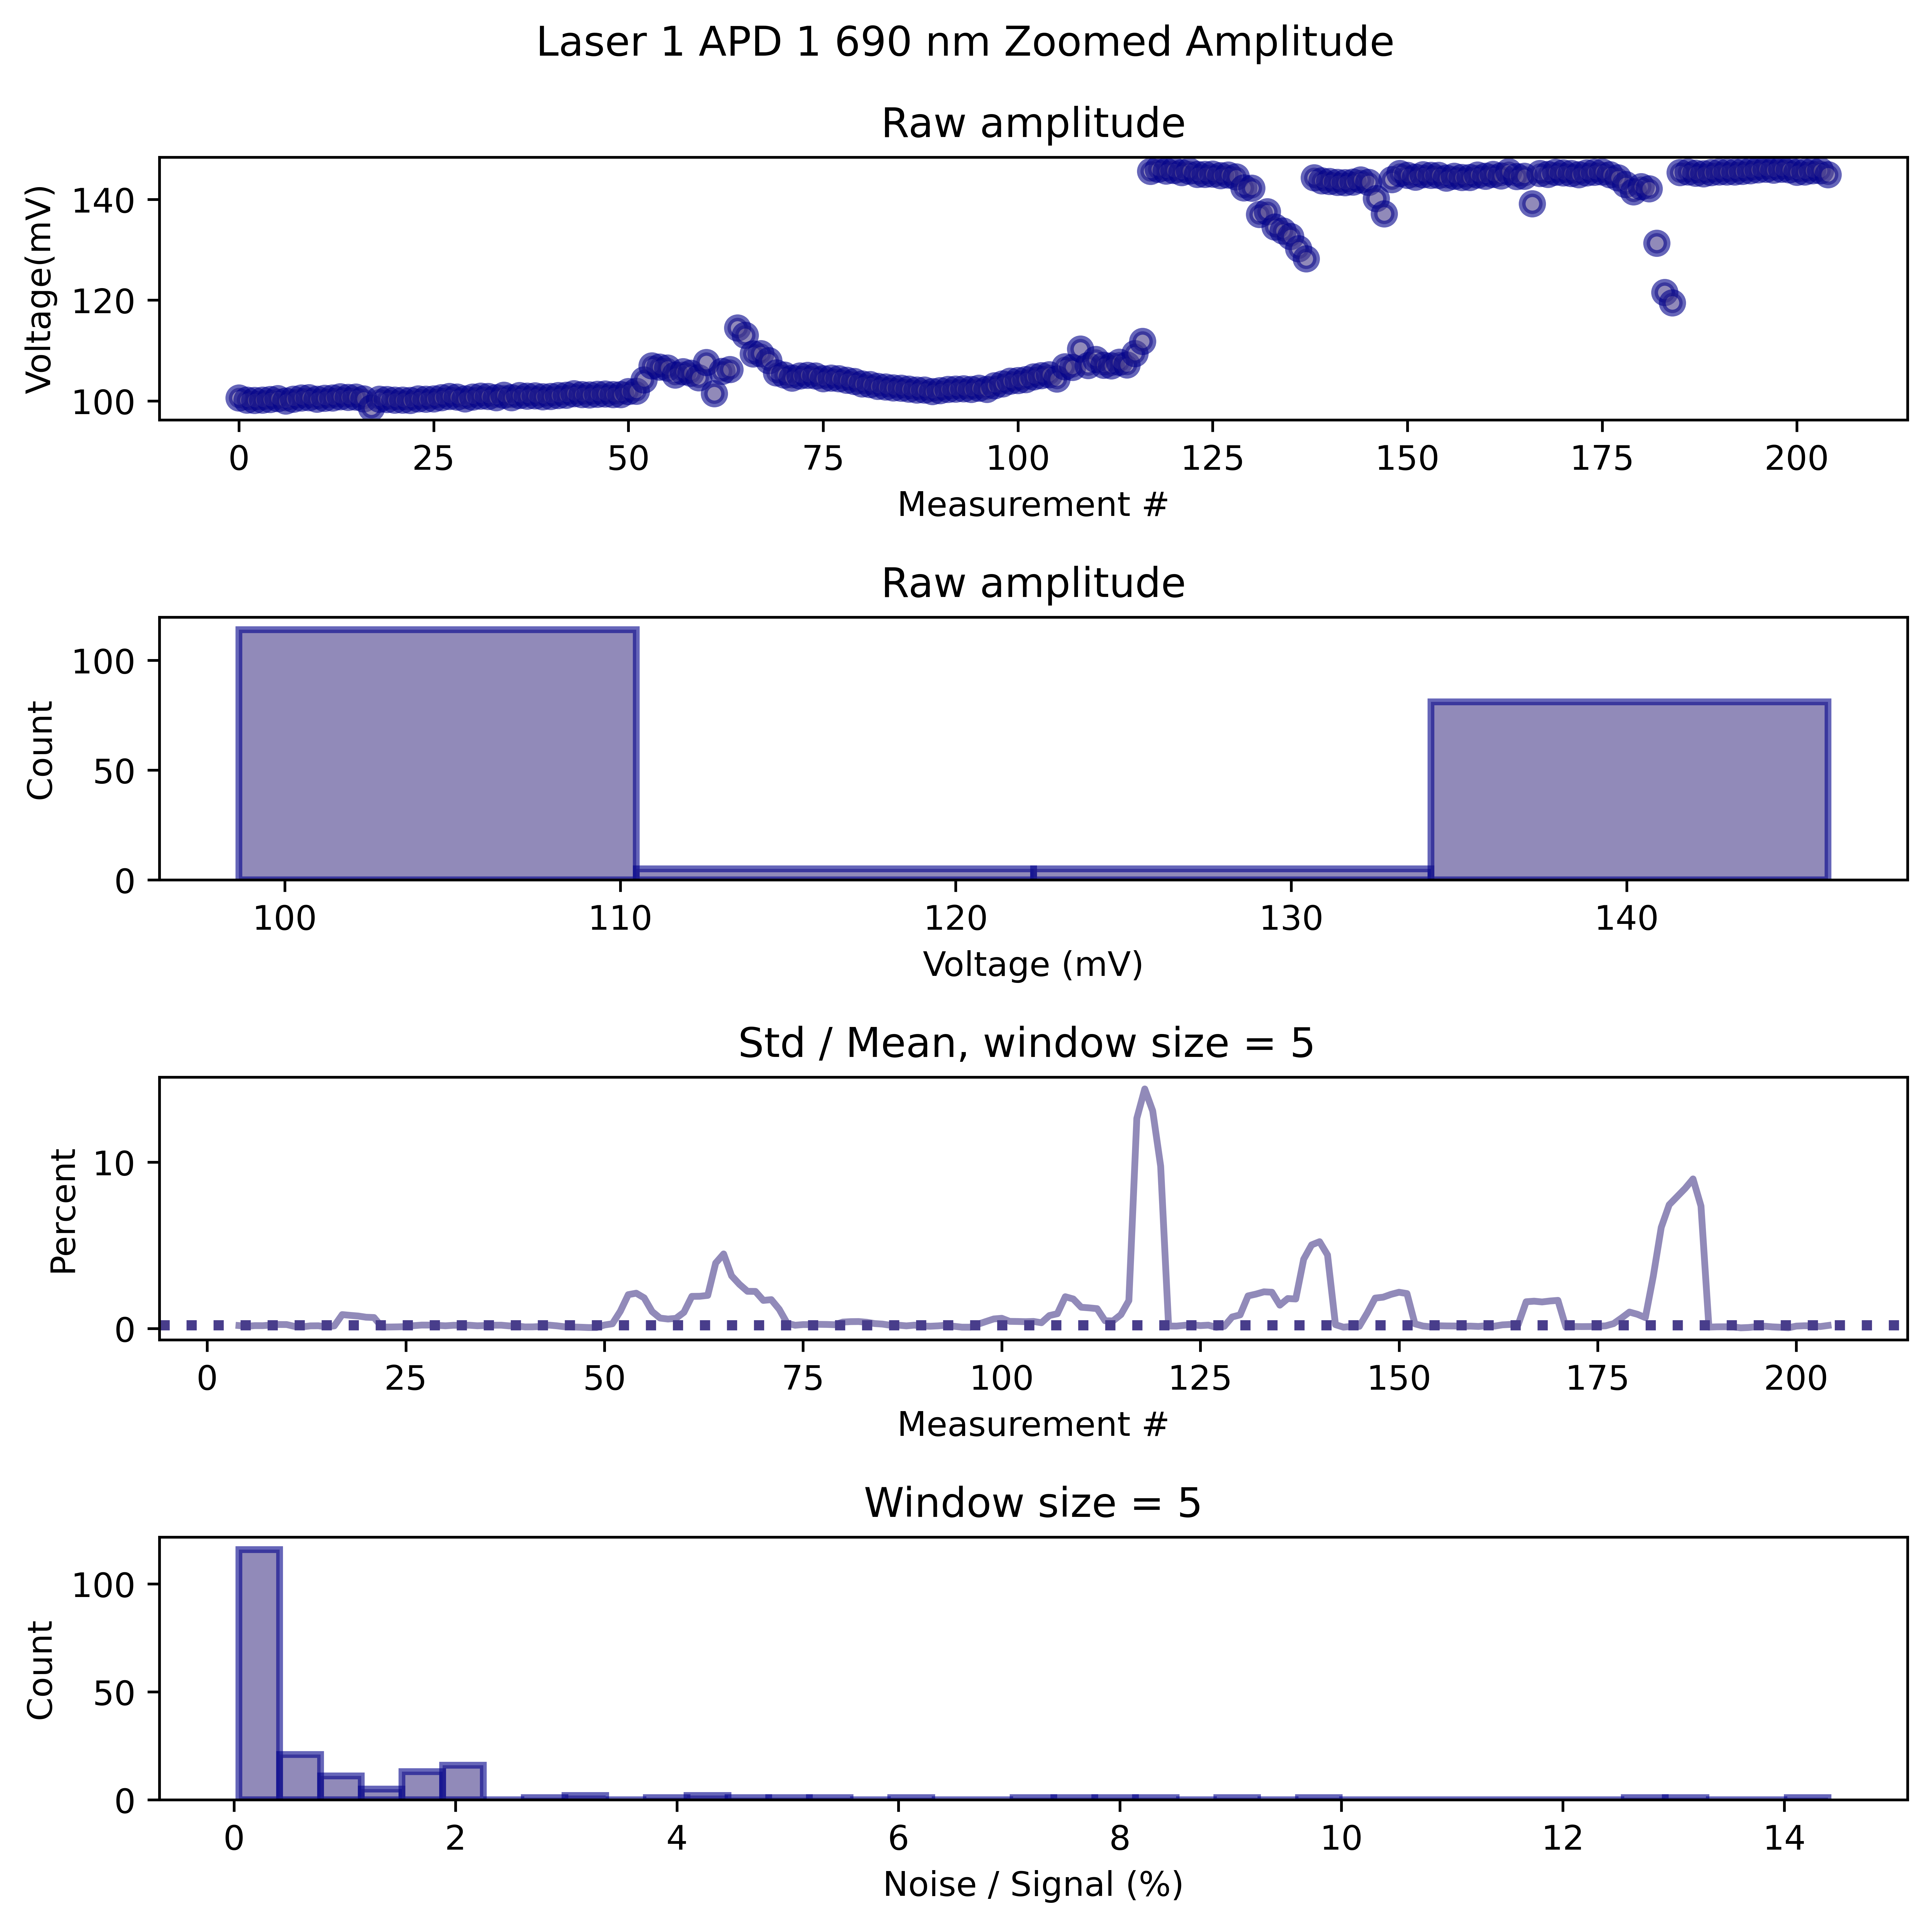 Laser 1 APD 1 690 nm Zoomed Amplitude
Raw amplitude
Voltage(mV)
140
120
100
0 25 50 75 100 125 150 175 200
Measurement #
Raw amplitude
Count
100
50
0
100 110 120 130 140
Voltage (mV)
Std / Mean, window size = 5
Percent
10
0
0 25 50 75 100 125 150 175 200
Measurement #
Window size = 5
Count
100
50
0
0 2 4 6 8 10 12 14
Noise / Signal (%)